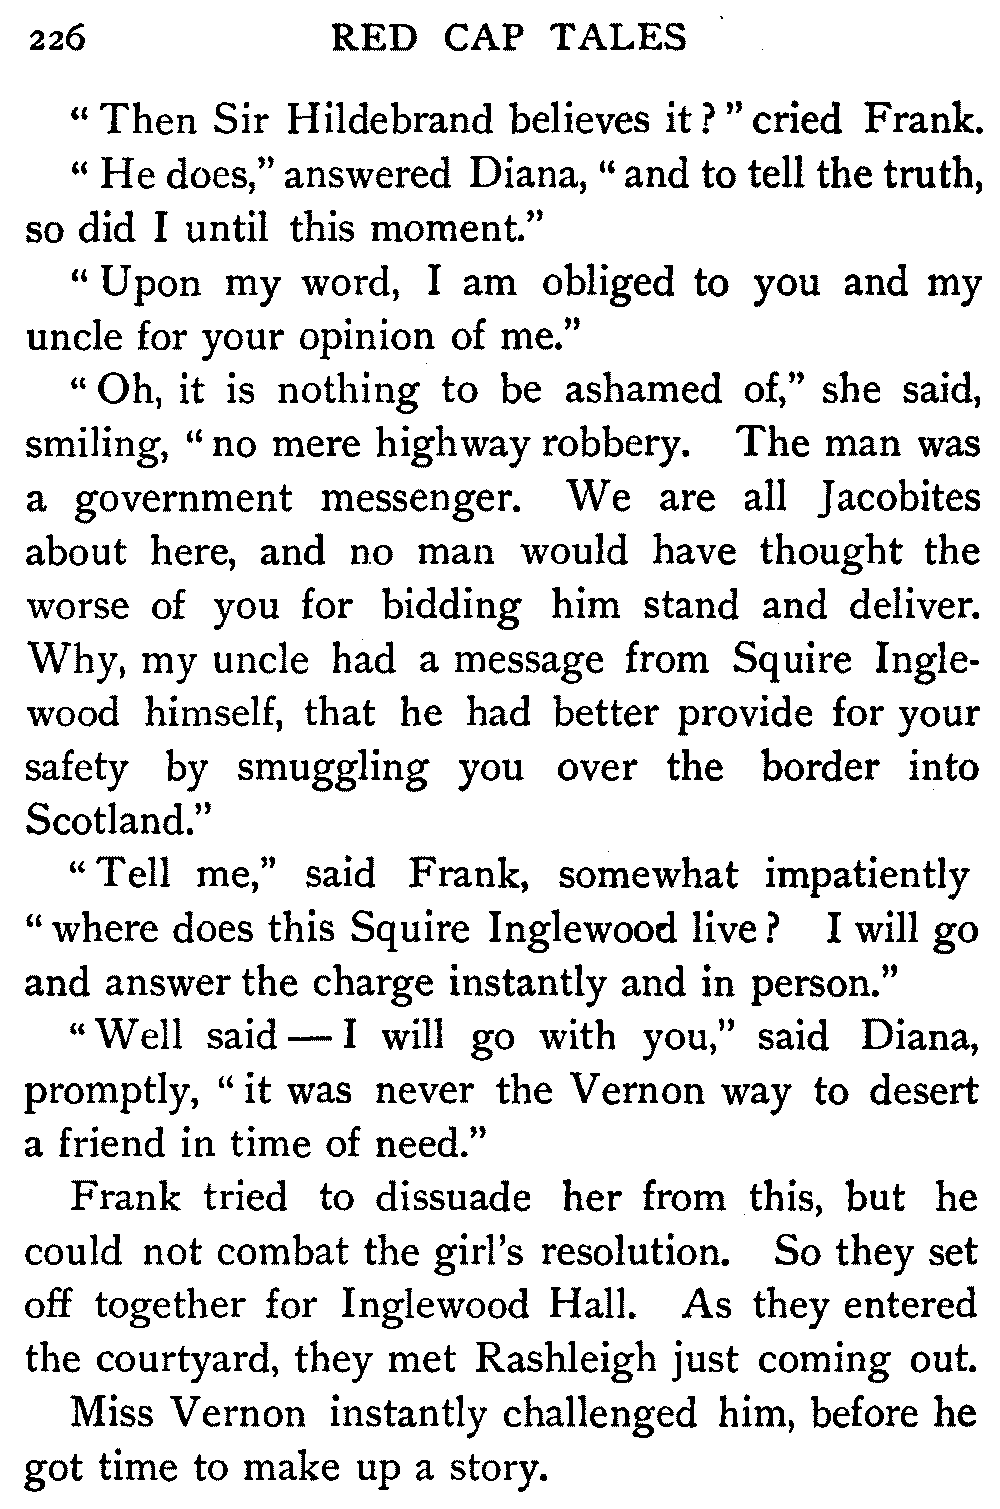 226 RED CAP TALES
“Then Sir Hildebrand believes it?” cried Frank.
“He does,” answered Diana, “and to tell the truth,
so did I until this moment.”
“Upon my word, I am obliged to you and my
uncle for your opinion of me.”
“Oh, it is nothing to be ashamed of,” she said,
smiling, “no mere highway robbery. The man was
a government messenger. We are all Jacobites
about here, and no man would have thought the
worse of you for bidding him stand and deliver.
Why, my uncle had a message from Squire Ingle-
wood himself, that he had better provide for your
safety by smuggling you over the border into
Scotland.”
“Tell me,” said Frank, somewhat impatiently
“where does this Squire Inglewood live? I will go
and answer the charge instantly and in person.”
“Well said — I will go with you,” said Diana,
promptly, “it was never the Vernon way to desert
a friend in time of need.”
Frank tried to dissuade her from this, but he
could not combat the girl’s resolution. So they set
off together for Inglewood Hall. As they entered
the courtyard, they met Rashleigh just coming out.
Miss Vernon instantly challenged him, before he
got time to make up a story.